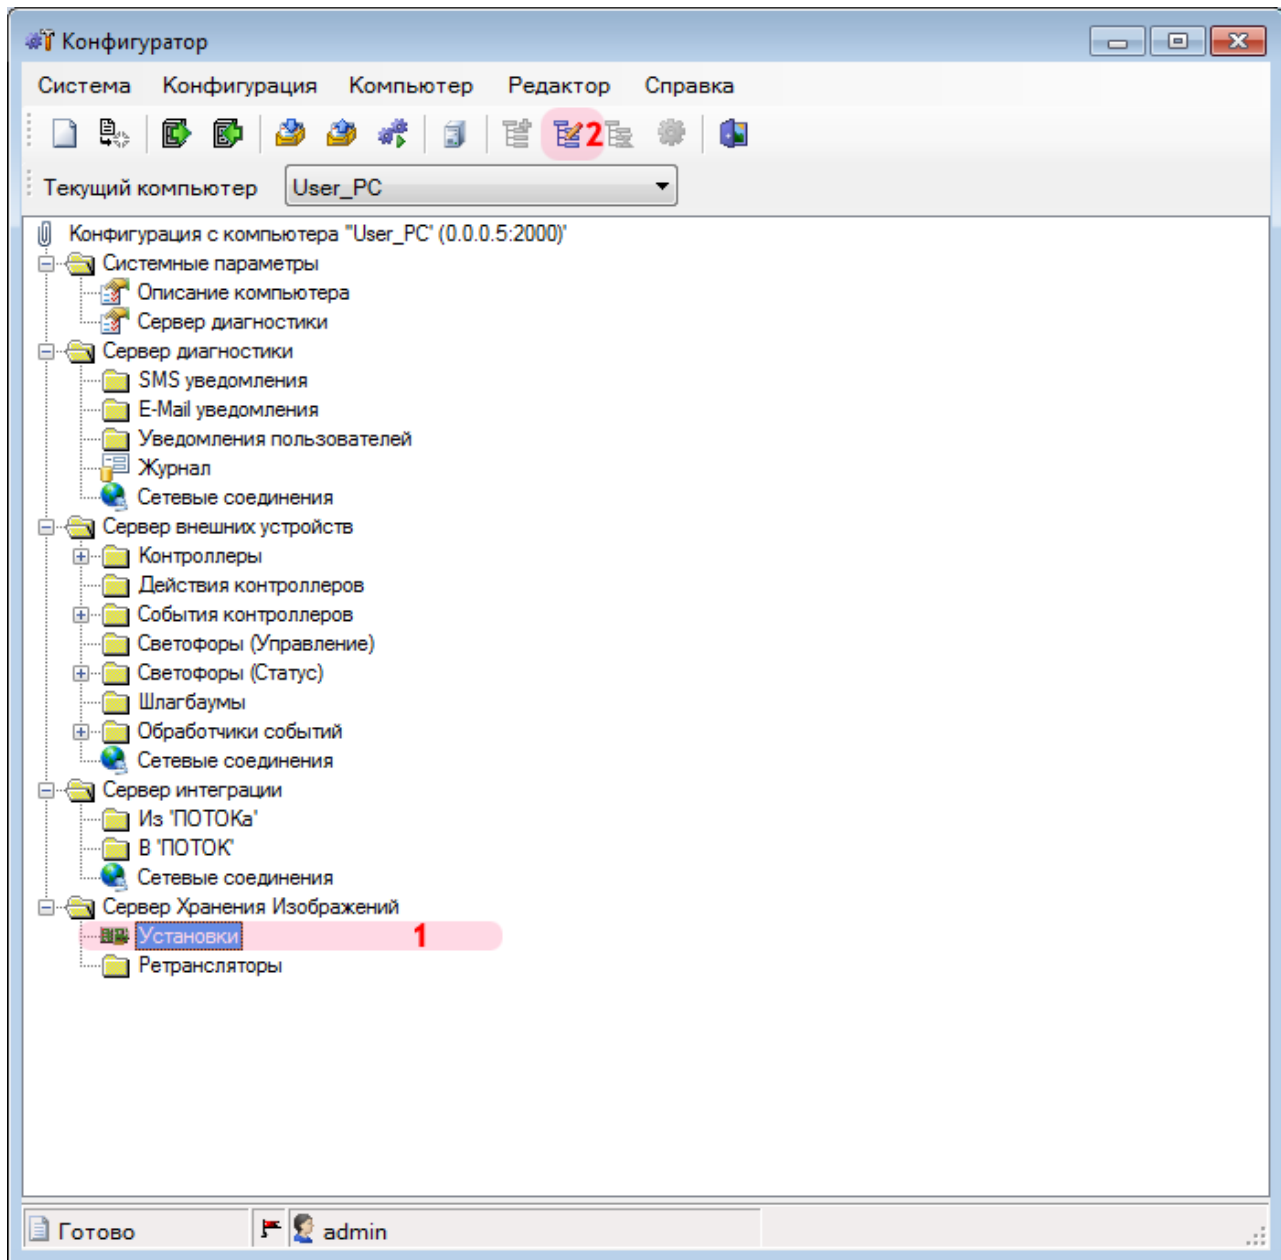 Конфигуратор
Система Конфигурация Компьютер Редактор Справка
2
Текущий компьютер User_PC
Конфигурация с компьютера "User_PC" (0.0.0.5:2000)'
Системные параметры
Описание компьютера
Сервер диагностики
Сервер диагностики
SMS уведомления
E-Mail уведомления
Уведомления пользователей
Журнал
Сетевые соединения
Сервер внешних устройств
Контроллеры
Действия контроллеров
События контроллеров
Светофоры (Управление)
Светофоры (Статус)
Шлагбаумы
Обработчики событий
Сетевые соединения
Сервер интеграции
Из 'ПОТОКа'
В 'ПОТОК'
Сетевые соединения
Сервер Хранения Изображений
Установки 1
Ретрансляторы
Готово admin